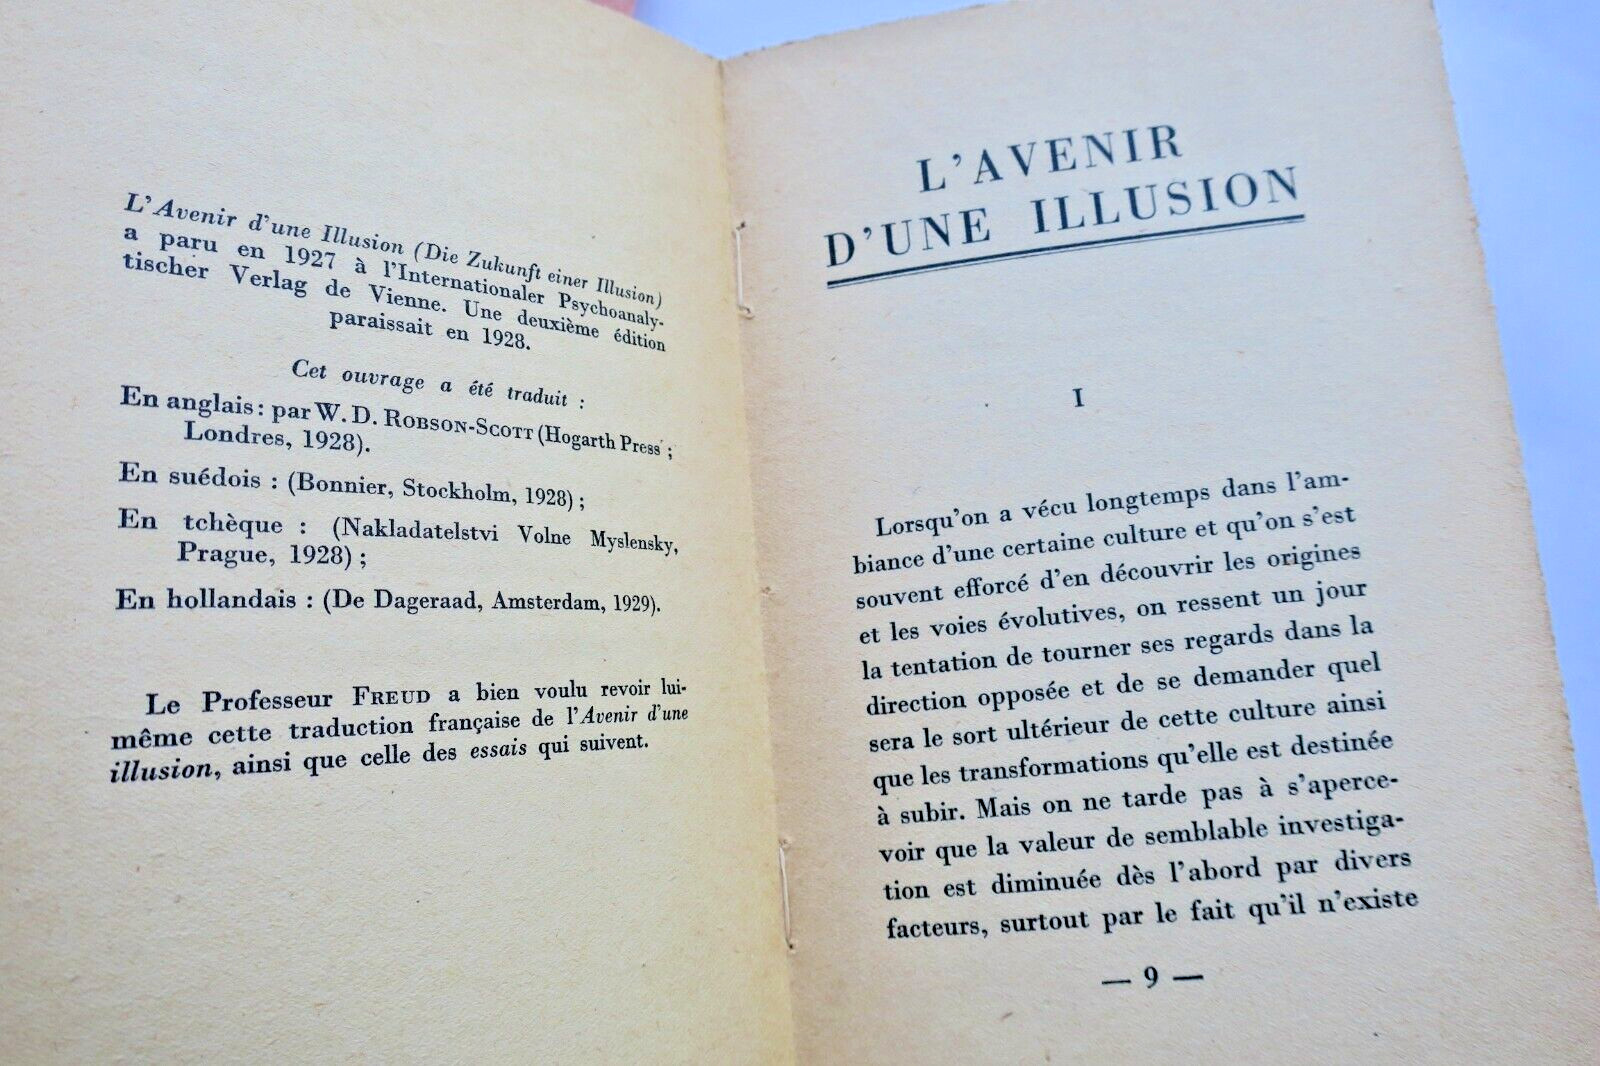 L'Avenir d'une Illusion (Die Zukunft einer Illusion)
a paru en 1927 à l'Internationaler Psychoanaly-
tischer Verlag de Vienne. Une deuxième édition
paraissait en 1928.
Cet ouvrage a été traduit :
En anglais : par W. D. ROBSON-SCOTT (Hogarth Press ;
Londres, 1928).
En suédois : (Bonnier, Stockholm, 1928) ;
En tchèque : (Nakladatelstvi Volne Myslensky,
Prague, 1928) ;
En hollandais : (De Dageraad, Amsterdam, 1929).
Le Professeur FREUD a bien voulu revoir lui-
même cette traduction française de l'Avenir d'une
illusion, ainsi que celle des essais qui suivent.
L'AVENIR
D'UNE ILLUSION
I
Lorsqu'on a vécu longtemps dans l'am-
biance d'une certaine culture et qu'on s'est
souvent efforcé d'en découvrir les origines
et les voies évolutives, on ressent un jour
la tentation de tourner ses regards dans la
direction opposée et de se demander quel
sera le sort ultérieur de cette culture ainsi
que les transformations qu'elle est destinée
à subir. Mais on ne tarde pas à s'aperce-
voir que la valeur de semblable investiga-
tion est diminuée dès l'abord par divers
facteurs, surtout par le fait qu'il n'existe
— 9 —